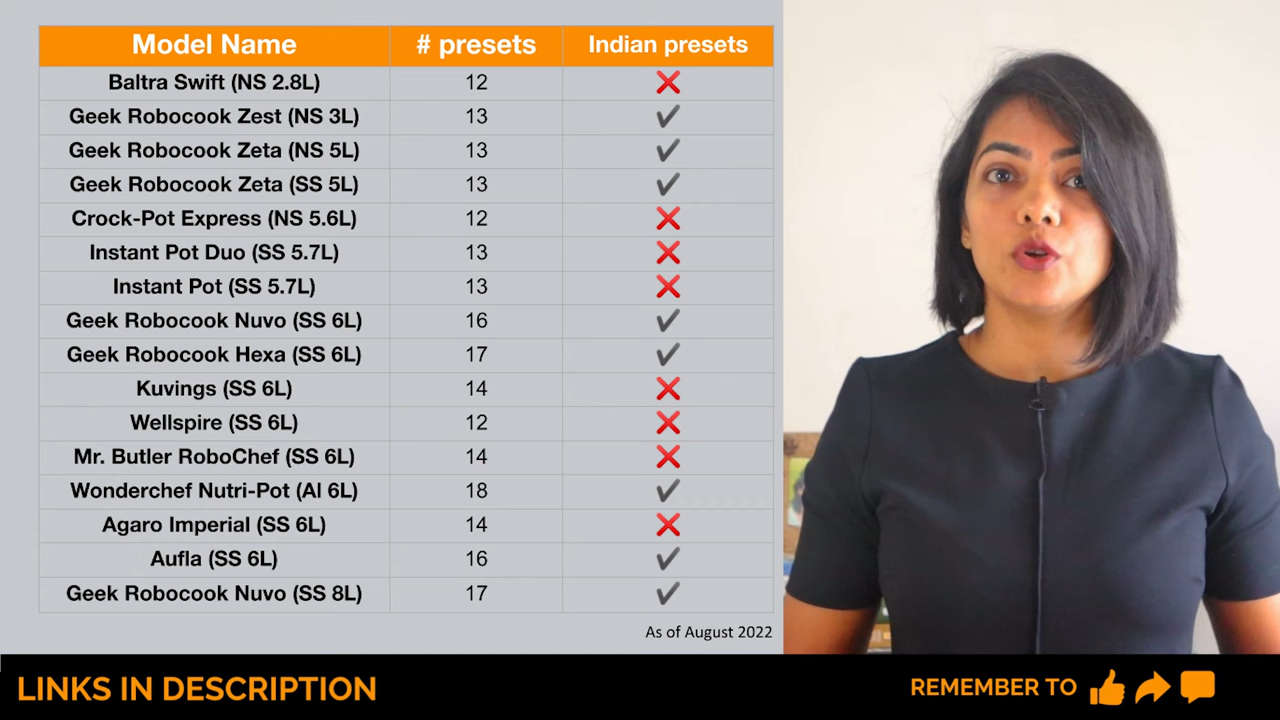 Model Name # presets Indian presets
Baltra Swift (NS 2.8L) 12 ❌
Geek Robocook Zest (NS 3L) 13 ✔
Geek Robocook Zeta (NS 5L) 13 ✔
Geek Robocook Zeta (SS 5L) 13 ✔
Crock-Pot Express (NS 5.6L) 12 ❌
Instant Pot Duo (SS 5.7L) 13 ❌
Instant Pot (SS 5.7L) 13 ❌
Geek Robocook Nuvo (SS 6L) 16 ✔
Geek Robocook Hexa (SS 6L) 17 ✔
Kuvings (SS 6L) 14 ❌
Wellspire (SS 6L) 12 ❌
Mr. Butler RoboChef (SS 6L) 14 ❌
Wonderchef Nutri-Pot (Al 6L) 18 ✔
Agaro Imperial (SS 6L) 14 ❌
Aufla (SS 6L) 16 ✔
Geek Robocook Nuvo (SS 8L) 17 ✔
As of August 2022
LINKS IN DESCRIPTION
REMEMBER TO